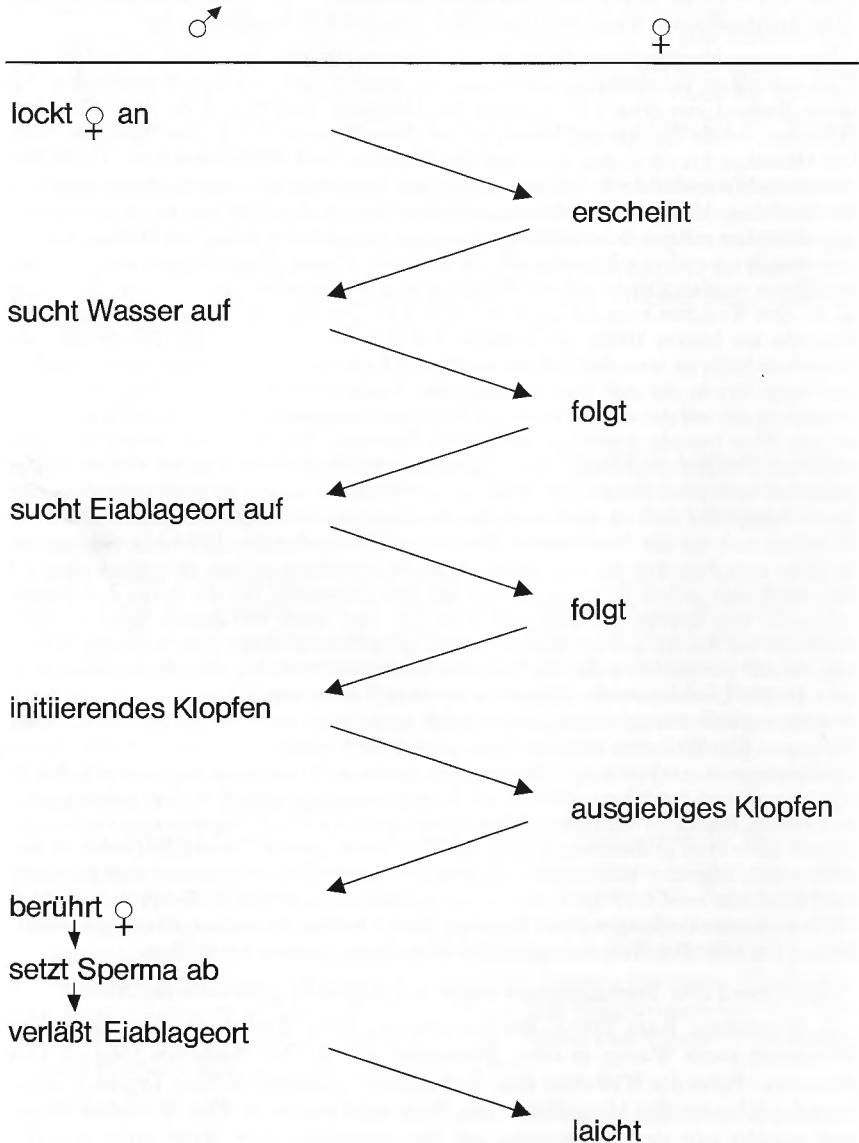 ♂ ♀
lockt ♀ an
erscheint
sucht Wasser auf
folgt
sucht Eiablageort auf
folgt
initiierendes Klopfen
ausgiebiges Klopfen
berührt ♀
setzt Sperma ab
verläßt Eiablageort
laicht